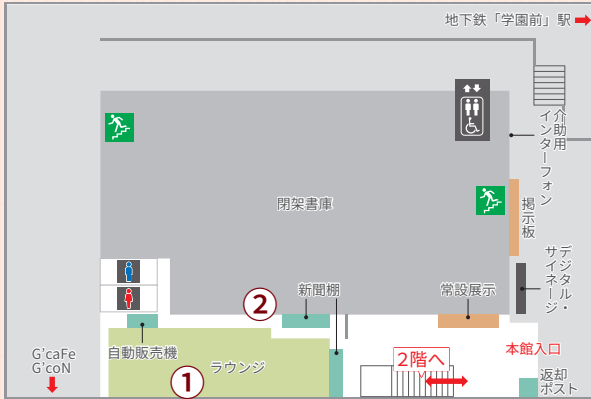 地下鉄「学園前」駅
介助用
インターフォン
閉架書庫
掲示板
デジタル・
サイネージ
新聞棚
常設展示
②
自動販売機
ラウンジ
2階へ
本館入口
G'caFe
G'coN
①
返却
ポスト